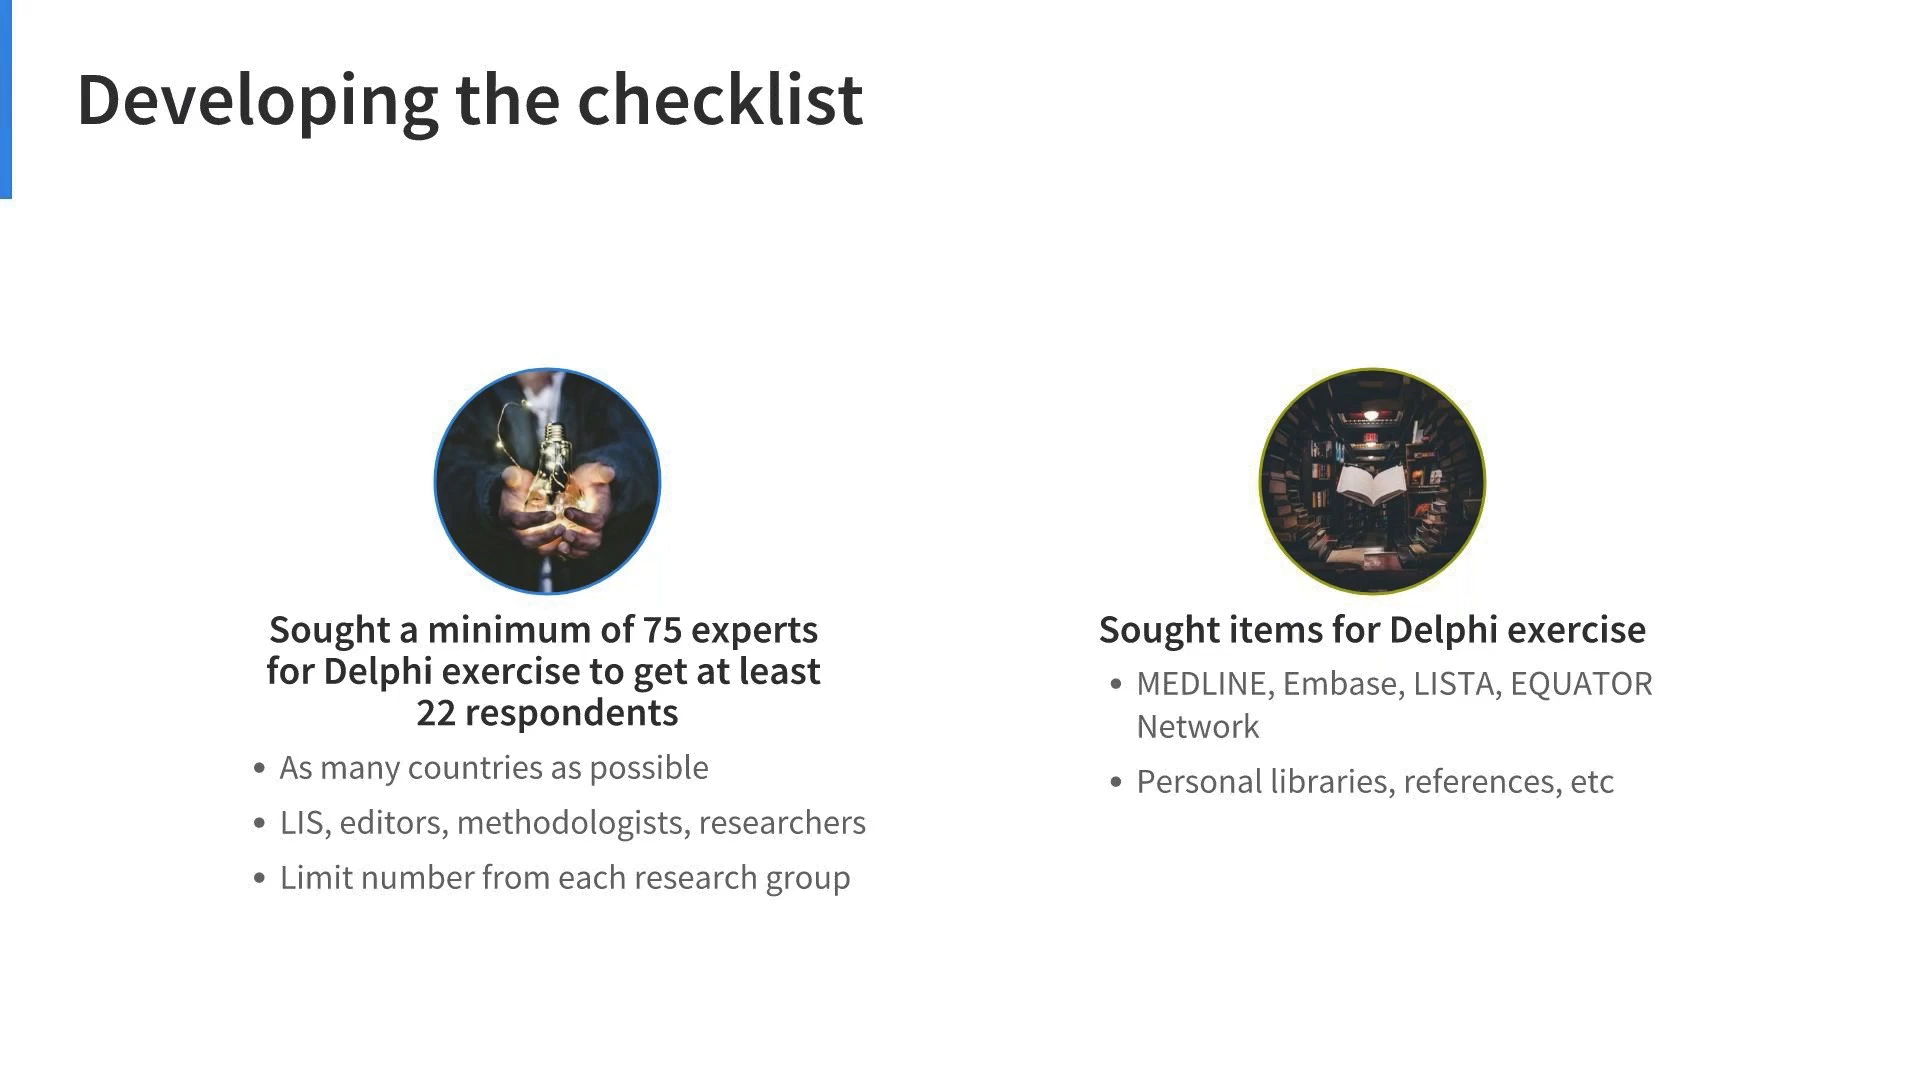 Developing the checklist
Sought a minimum of 75 experts
for Delphi exercise to get at least
22 respondents
• As many countries as possible
• LIS, editors, methodologists, researchers
• Limit number from each research group
Sought items for Delphi exercise
• MEDLINE, Embase, LISTA, EQUATOR
Network
• Personal libraries, references, etc